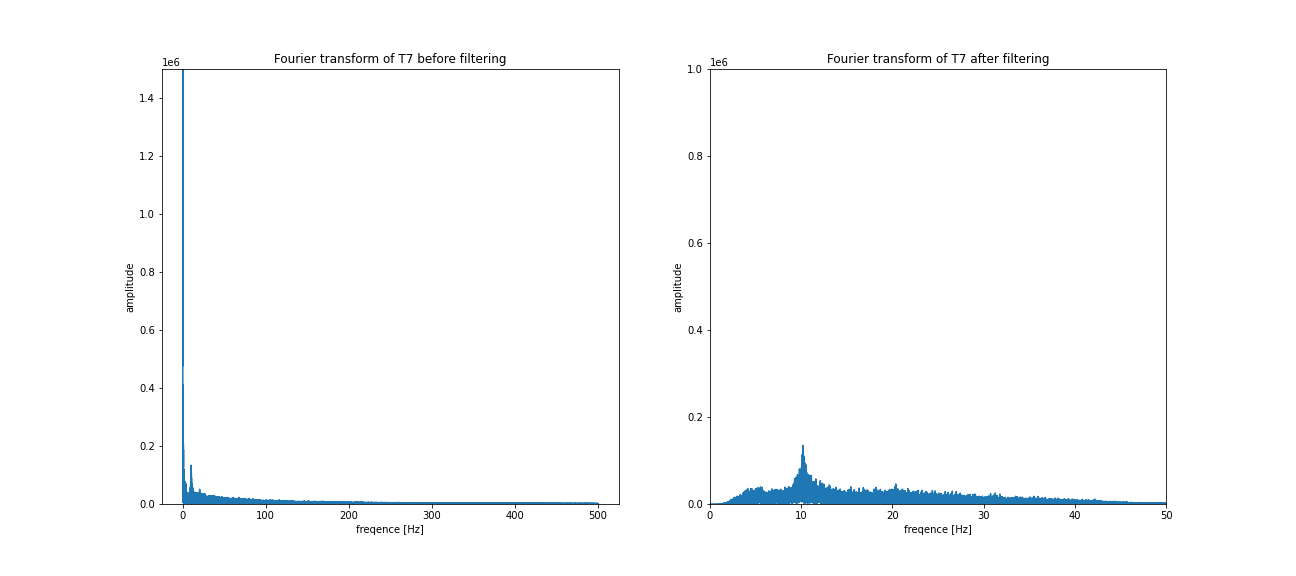 Fourier transform of T7 before filtering
1e6
1.4
1.2
1.0
0.8
0.6
0.4
0.2
0.0
amplitude
0 100 200 300 400 500
freqence [Hz]
Fourier transform of T7 after filtering
1e6
1.0
0.8
0.6
0.4
0.2
0.0
amplitude
0 10 20 30 40 50
freqence [Hz]